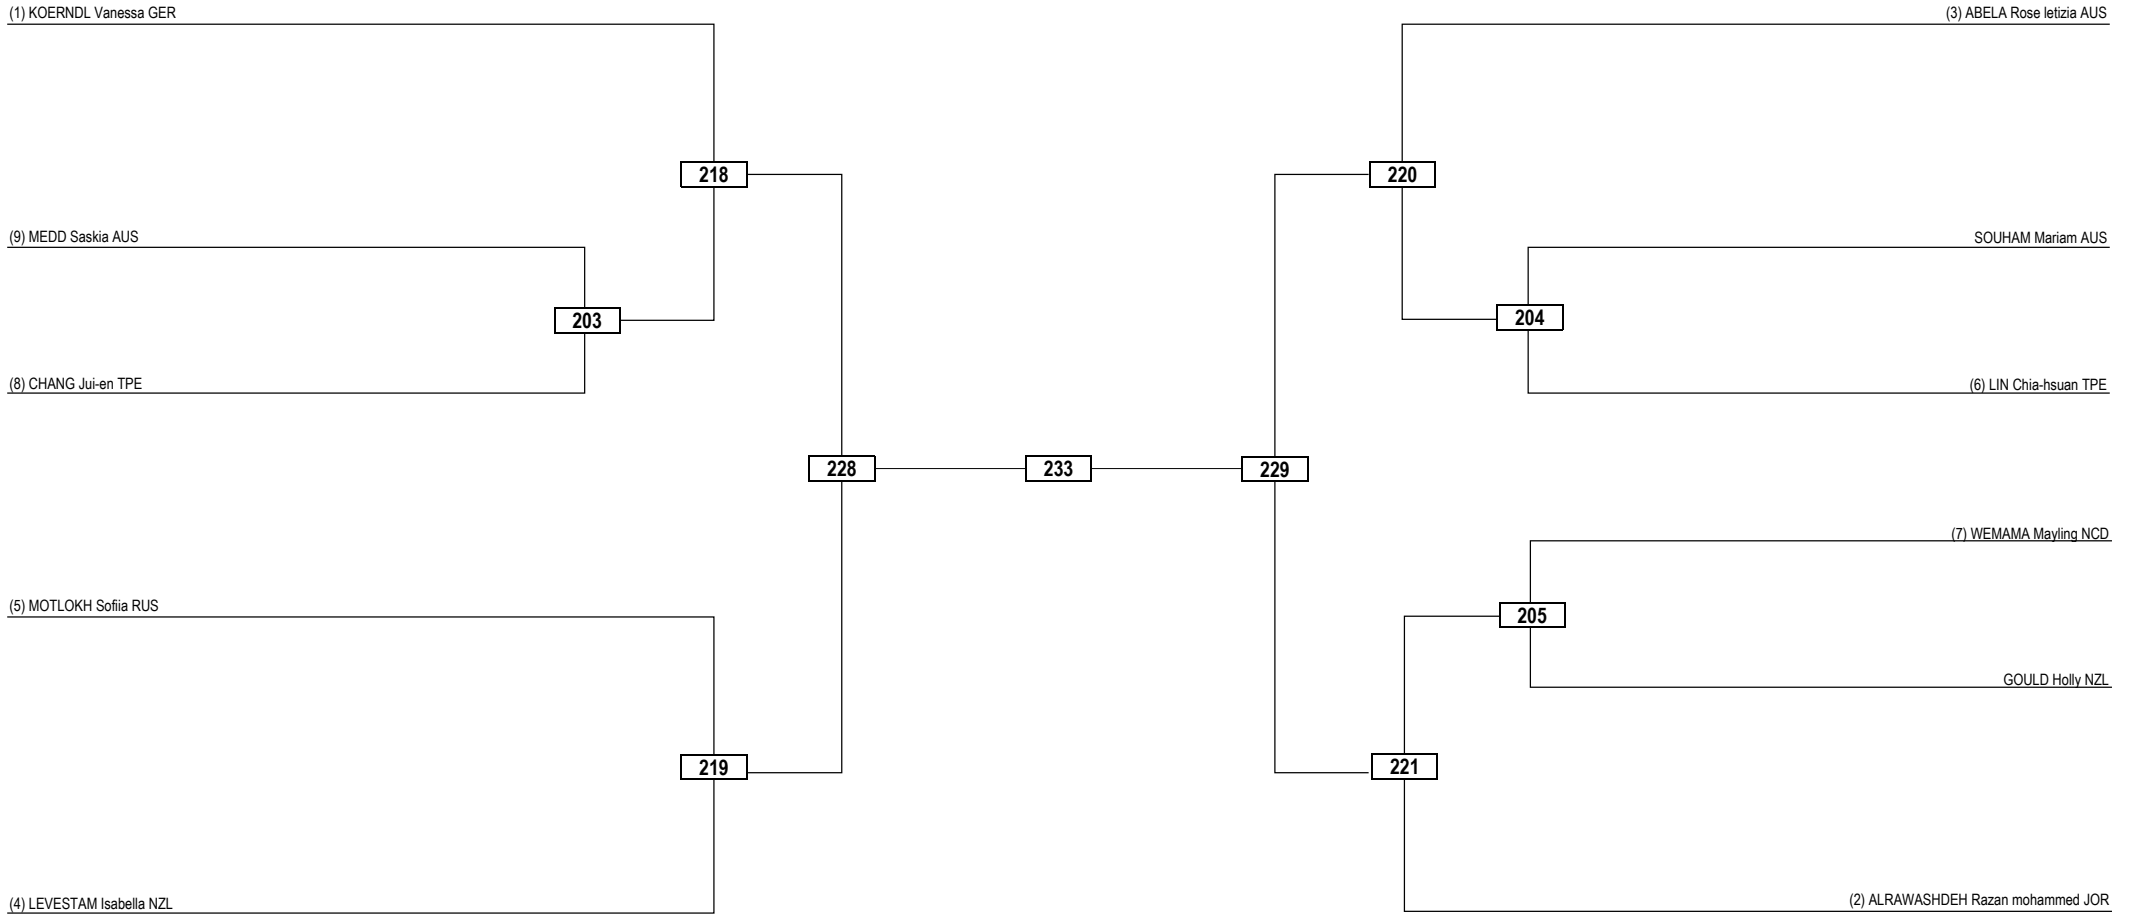 (1) KOERNDL Vanessa GER
(3) ABELA Rose letizia AUS
218
220
(9) MEDD Saskia AUS
SOUHAM Mariam AUS
203
204
(8) CHANG Jui-en TPE
(6) LIN Chia-hsuan TPE
228
233
229
(7) WEMAMA Mayling NCD
(5) MOTLOKH Sofiia RUS
205
GOULD Holly NZL
219
221
(4) LEVESTAM Isabella NZL
(2) ALRAWASHDEH Razan mohammed JOR